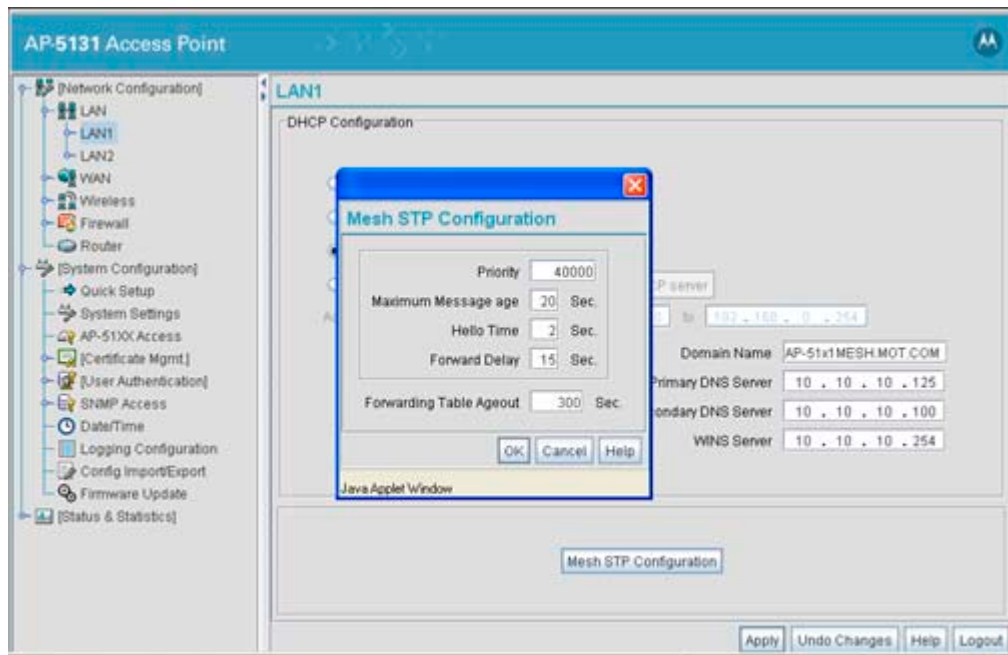 AP-5131 Access Point
[Network Configuration]
LAN
LAN1
LAN2
WAN
Wireless
Firewall
Router
[System Configuration]
Quick Setup
System Settings
AP-51XX Access
[Certificate Mgmt.]
[User Authentication]
SNMP Access
Date/Time
Logging Configuration
Config Import/Export
Firmware Update
[Status & Statistics]
LAN1
DHCP Configuration
Mesh STP Configuration
Priority 40000
Maximum Message age 20 Sec.
Hello Time 2 Sec.
Forward Delay 15 Sec.
Forwarding Table Ageout 300 Sec.
OK Cancel Help
Java Applet Window
server
to 192 . 168 . 0 . 254
Domain Name AP-51x1MESH.MOT.COM
Primary DNS Server 10 . 10 . 10 . 125
ondary DNS Server 10 . 10 . 10 . 100
WINS Server 10 . 10 . 10 . 254
Mesh STP Configuration
Apply Undo Changes Help Logout